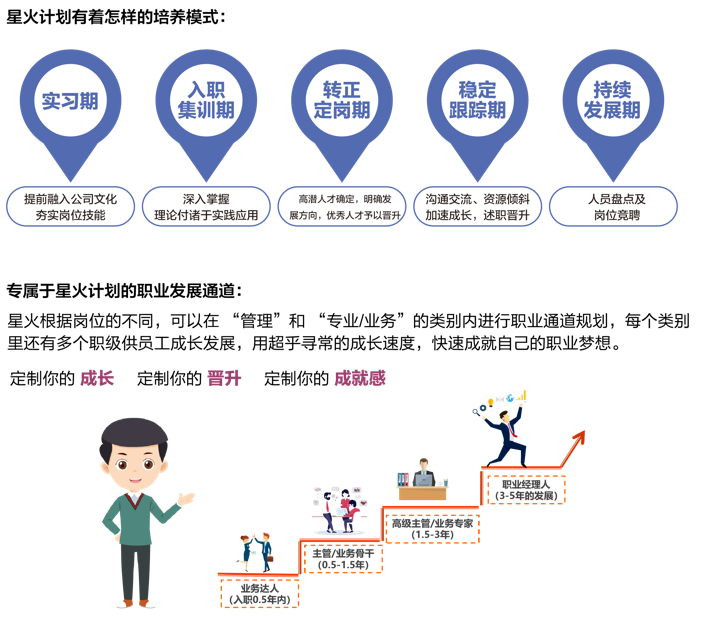 星火计划有着怎样的培养模式：
实习期
入职
集训期
转正
定岗期
稳定
跟踪期
持续
发展期
提前融入公司文化
夯实岗位技能
深入掌握
理论付诸于实践应用
高潜人才确定，明确发
展方向，优秀人才予以晋升
沟通交流、资源倾斜
加速成长，述职晋升
人员盘点及
岗位竞聘
专属于星火计划的职业发展通道：
星火根据岗位的不同，可以在 “管理”和 “专业/业务”的类别内进行职业通道规划，每个类别
里还有多个职级供员工成长发展，用超乎寻常的成长速度，快速成就自己的职业梦想。
定制你的 成长 定制你的 晋升 定制你的 成就感
职业经理人
（3-5年的发展）
高级主管/业务专家
（1.5-3年）
主管/业务骨干
（0.5-1.5年）
业务达人
（入职0.5年内）